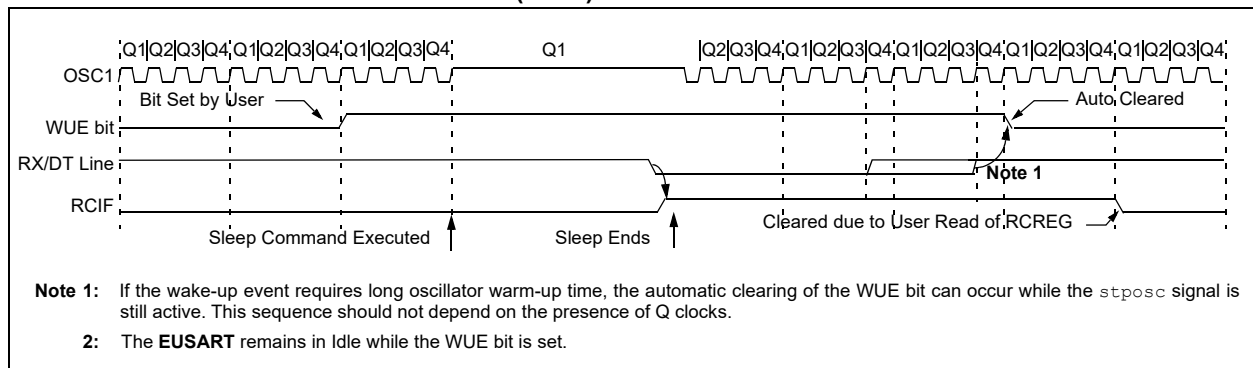 Q1|Q2|Q3|Q4|Q1|Q2|Q3|Q4|Q1|Q2|Q3|Q4 Q1 |Q2|Q3|Q4|Q1|Q2|Q3|Q4|Q1|Q2|Q3|Q4|Q1|Q2|Q3|Q4|Q1|Q2|Q3|Q4
OSC1
Bit Set by User Auto Cleared
WUE bit
RX/DT Line
Note 1
RCIF
Cleared due to User Read of RCREG
Sleep Command Executed Sleep Ends
Note 1: If the wake-up event requires long oscillator warm-up time, the automatic clearing of the WUE bit can occur while the stposc signal is
still active. This sequence should not depend on the presence of Q clocks.
2: The EUSART remains in Idle while the WUE bit is set.